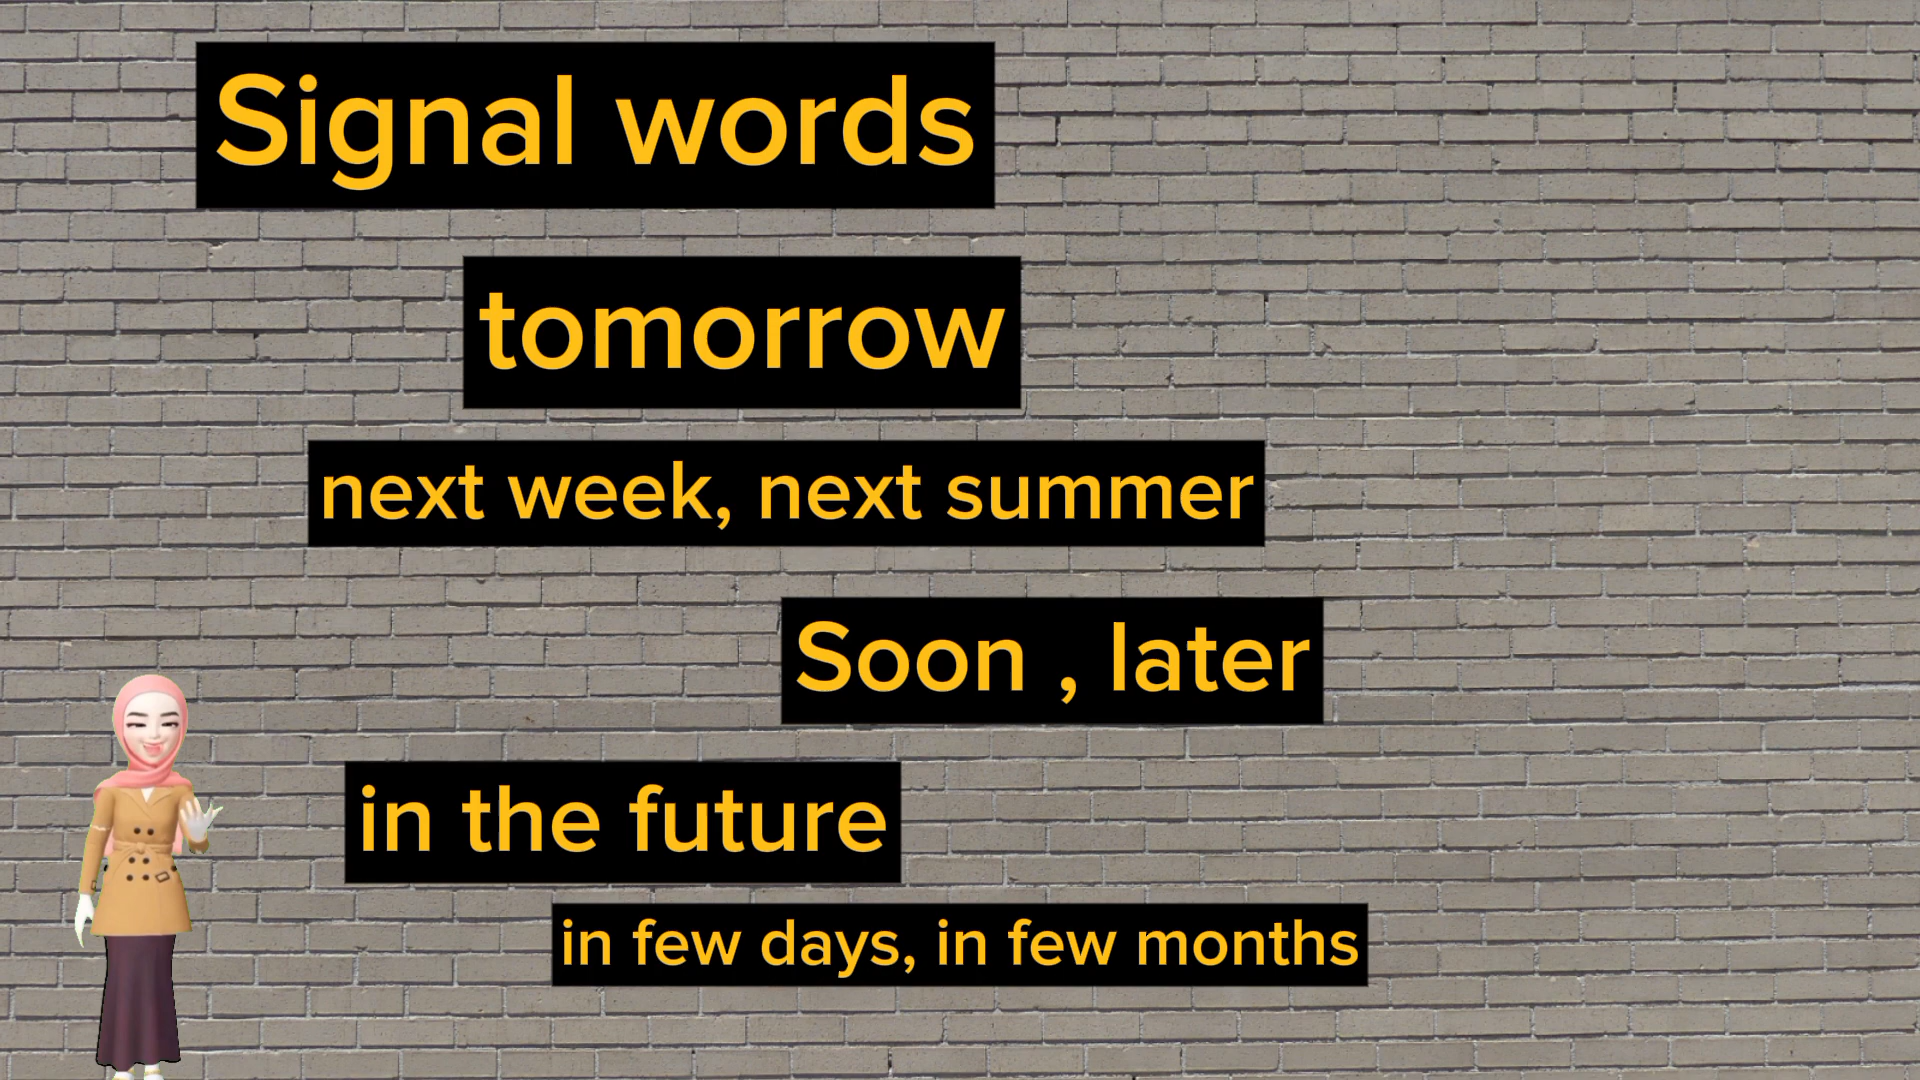 Signal words
tomorrow
next week, next summer
Soon , later
in the future
in few days, in few months